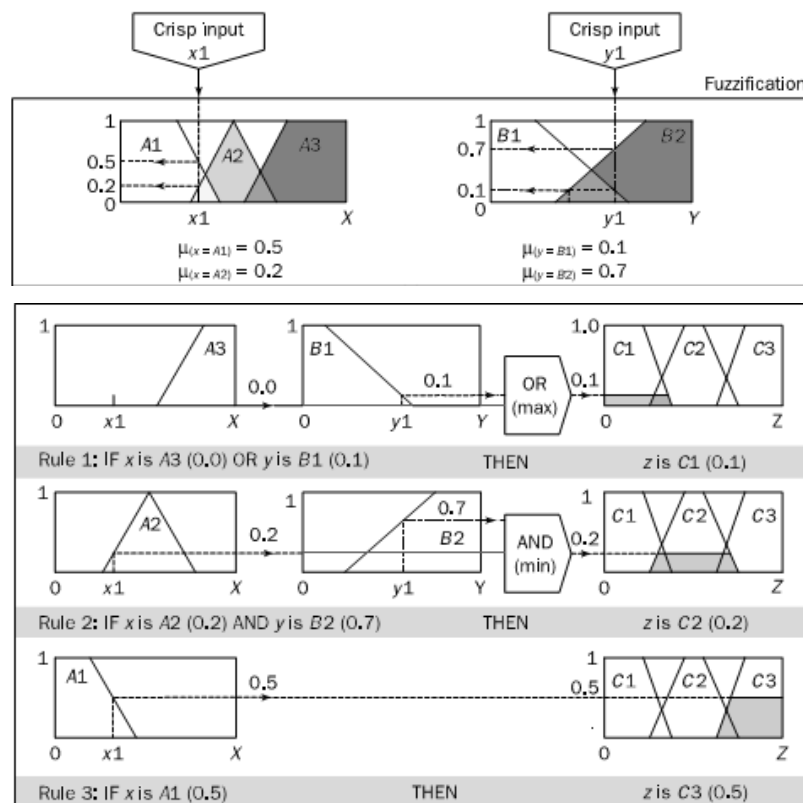 Crisp input Crisp input
x1 y1
Fuzzification
1 1
A1 A2 A3 B1 B2
0.5 0.7
0.2 0.1
0 0
x1 X y1 Y
μ(x = A1) = 0.5 μ(y = B1) = 0.1
μ(x = A2) = 0.2 μ(y = B2) = 0.7
1 1 1.0
A3 B1 C1 C2 C3
0.0 0.1 OR 0.1
(max)
0 x1 X 0 y1 Y 0 Z
Rule 1: IF x is A3 (0.0) OR y is B1 (0.1) THEN z is C1 (0.1)
1 1 1
A2 0.7 C1 C2 C3
0.2 B2 AND 0.2
(min)
0 x1 X 0 y1 Y 0 Z
Rule 2: IF x is A2 (0.2) AND y is B2 (0.7) THEN z is C2 (0.2)
1 1
A1 C1 C2 C3
0.5 0.5
0 x1 X 0 Z
Rule 3: IF x is A1 (0.5) THEN z is C3 (0.5)